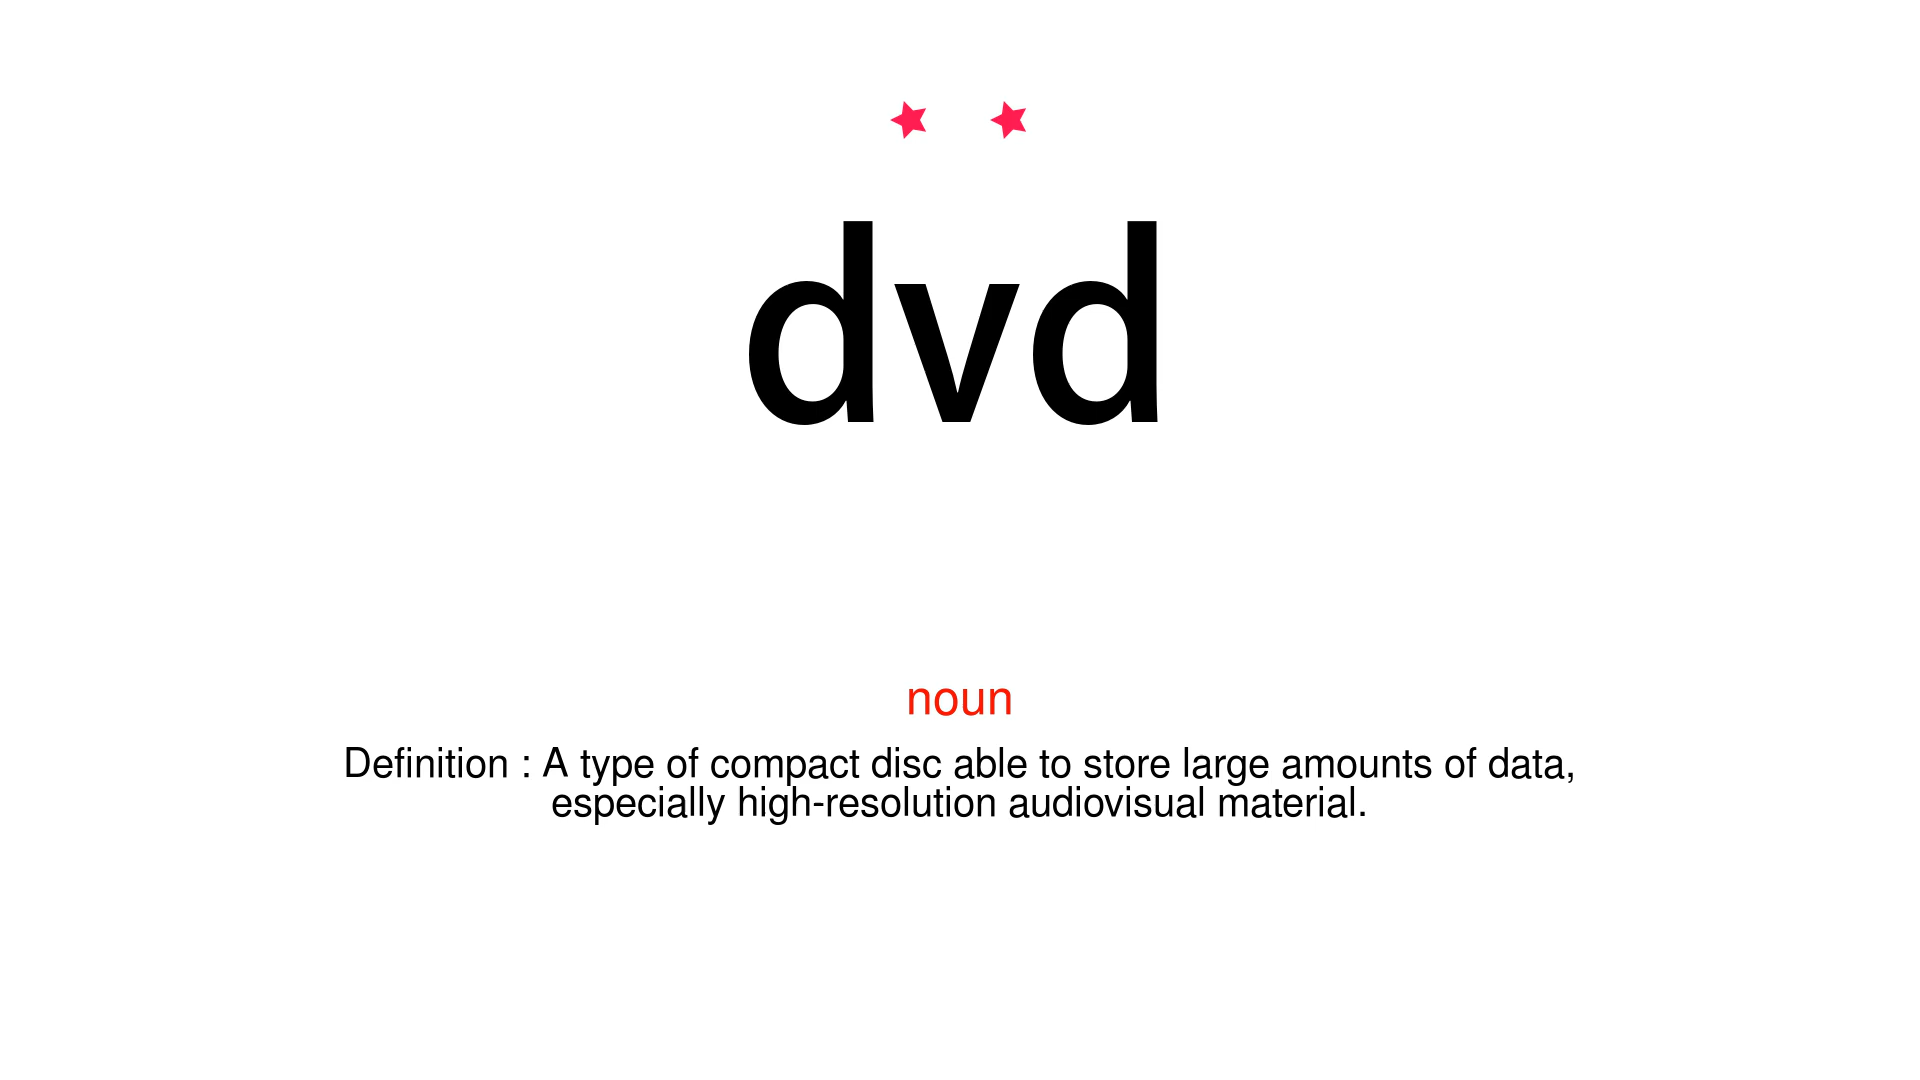 dvd
noun
Definition : A type of compact disc able to store large amounts of data,
especially high-resolution audiovisual material.